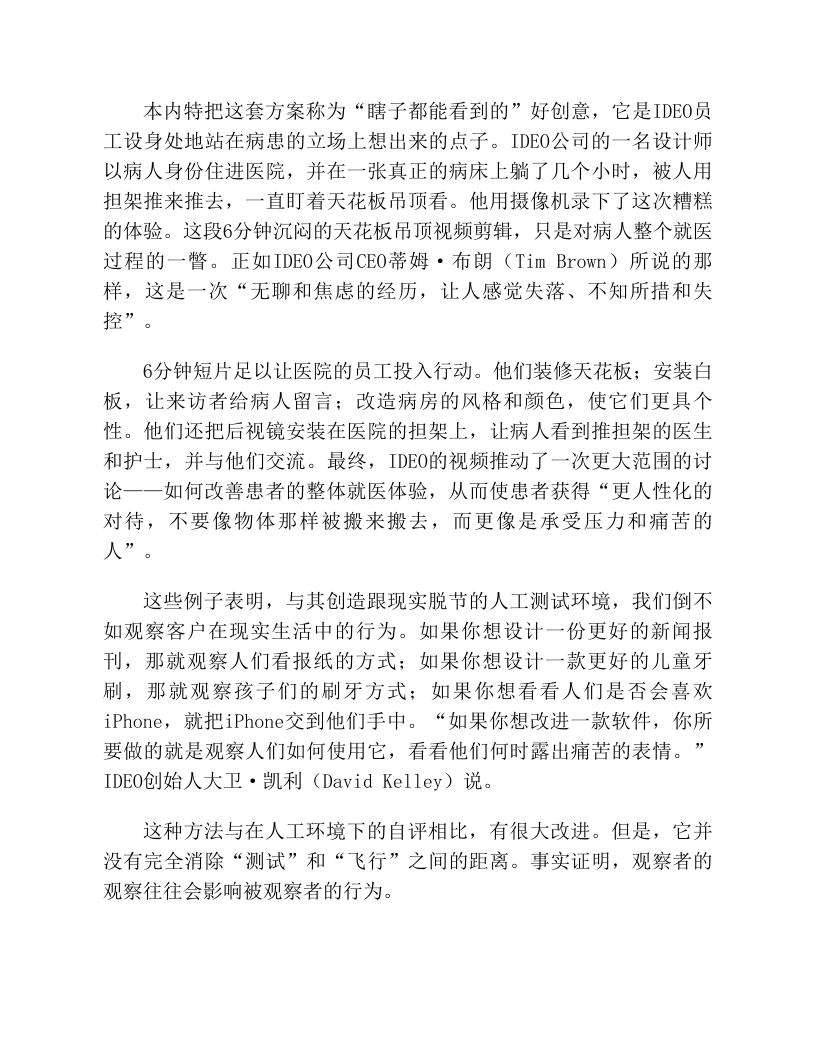 本内特把这套方案称为“瞎子都能看到的”好创意，它是IDEO员
工设身处地站在病患的立场上想出来的点子。IDEO公司的一名设计师
以病人身份住进医院，并在一张真正的病床上躺了几个小时，被人用
担架推来推去，一直盯着天花板吊顶看。他用摄像机录下了这次糟糕
的体验。这段6分钟沉闷的天花板吊顶视频剪辑，只是对病人整个就医
过程的一瞥。正如IDEO公司CEO蒂姆·布朗（Tim Brown）所说的那
样，这是一次“无聊和焦虑的经历，让人感觉失落、不知所措和失
控”。
6分钟短片足以让医院的员工投入行动。他们装修天花板；安装白
板，让来访者给病人留言；改造病房的风格和颜色，使它们更具个
性。他们还把后视镜安装在医院的担架上，让病人看到推担架的医生
和护士，并与他们交流。最终，IDEO的视频推动了一次更大范围的讨
论——如何改善患者的整体就医体验，从而使患者获得“更人性化的
对待，不要像物体那样被搬来搬去，而更像是承受压力和痛苦的
人”。
这些例子表明，与其创造跟现实脱节的人工测试环境，我们倒不
如观察客户在现实生活中的行为。如果你想设计一份更好的新闻报
刊，那就观察人们看报纸的方式；如果你想设计一款更好的儿童牙
刷，那就观察孩子们的刷牙方式；如果你想看看人们是否会喜欢
iPhone，就把iPhone交到他们手中。“如果你想改进一款软件，你所
要做的就是观察人们如何使用它，看看他们何时露出痛苦的表情。”
IDEO创始人大卫·凯利（David Kelley）说。
这种方法与在人工环境下的自评相比，有很大改进。但是，它并
没有完全消除“测试”和“飞行”之间的距离。事实证明，观察者的
观察往往会影响被观察者的行为。